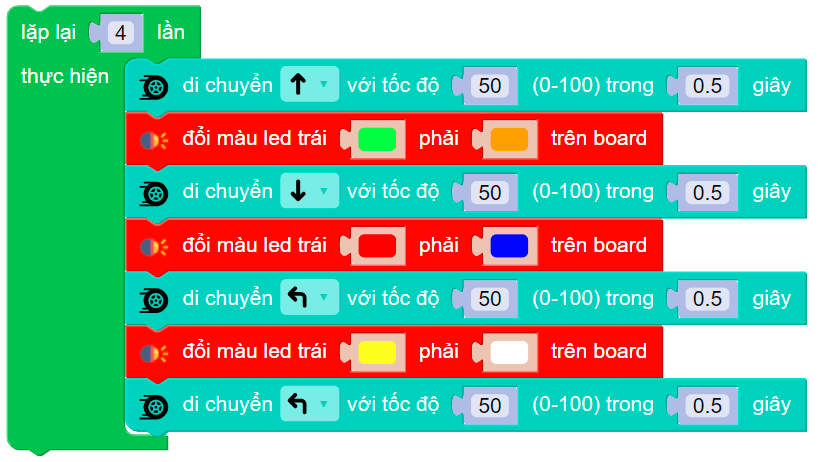 lặp lại 4 lần
thực hiện
di chuyển với tốc độ 50 (0-100) trong 0.5 giây
đổi màu led trái phải trên board
di chuyển với tốc độ 50 (0-100) trong 0.5 giây
đổi màu led trái phải trên board
di chuyển với tốc độ 50 (0-100) trong 0.5 giây
đổi màu led trái phải trên board
di chuyển với tốc độ 50 (0-100) trong 0.5 giây